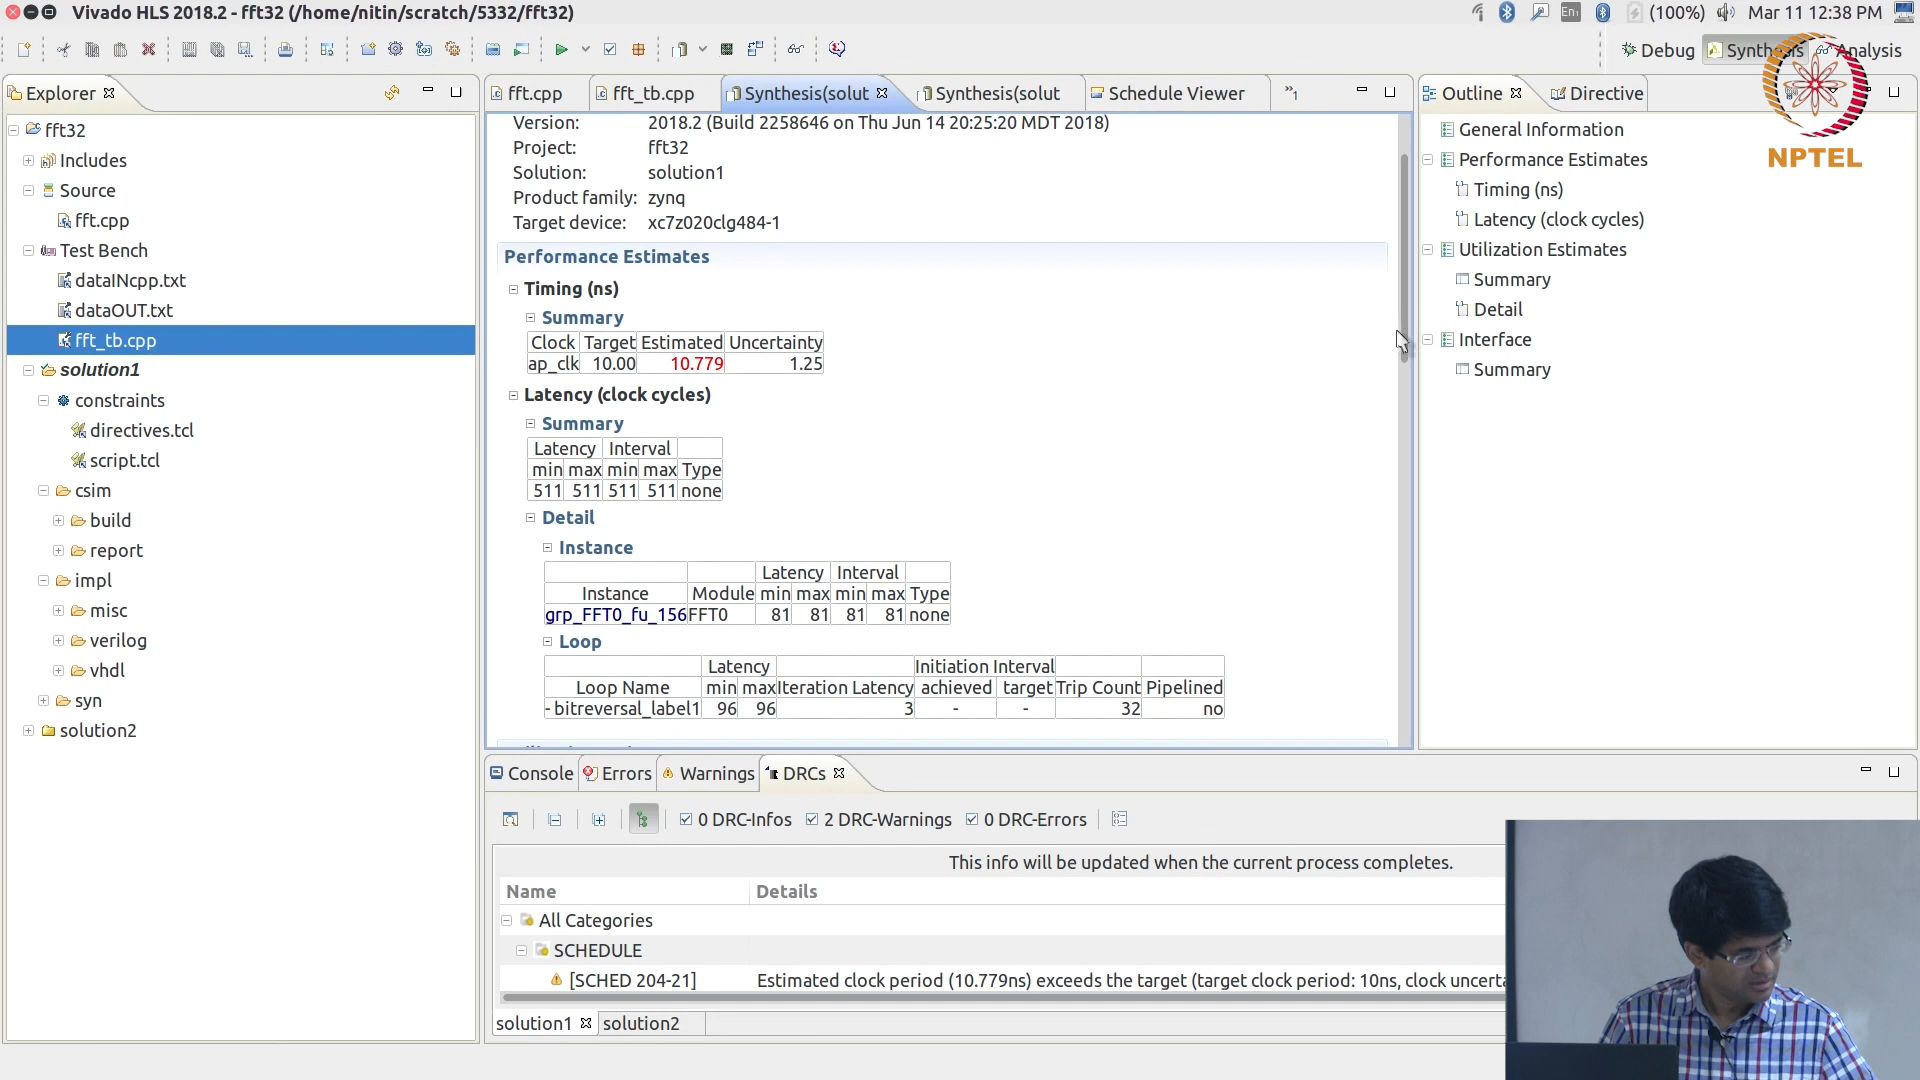 Vivado HLS 2018.2 - fft32 (/home/nitin/scratch/5332/fft32)
En1
(100%)
Mar 11 12:38 PM
Debug
Synthesis
Analysis
Explorer
fft.cpp
fft_tb.cpp
Synthesis(solut
Synthesis(solut
Schedule Viewer
»1
Outline
Directive
NPTEL
fft32
Includes
Source
fft.cpp
Test Bench
dataINcpp.txt
dataOUT.txt
fft_tb.cpp
solution1
constraints
directives.tcl
script.tcl
csim
build
report
impl
misc
verilog
vhdl
syn
solution2
Version: 2018.2 (Build 2258646 on Thu Jun 14 20:25:20 MDT 2018)
Project: fft32
Solution: solution1
Product family: zynq
Target device: xc7z020clg484-1
Performance Estimates
Timing (ns)
Summary
Clock Target Estimated Uncertainty
ap_clk 10.00 10.779 1.25
Latency (clock cycles)
Summary
Latency Interval
min max min max Type
511 511 511 511 none
Detail
Instance
Latency Interval
Instance Module min max min max Type
grp_FFT0_fu_156 FFT0 81 81 81 81 none
Loop
Latency Initiation Interval
Loop Name min max Iteration Latency achieved target Trip Count Pipelined
- bitreversal_label1 96 96 3 - - 32 no
General Information
Performance Estimates
Timing (ns)
Latency (clock cycles)
Utilization Estimates
Summary
Detail
Interface
Summary
Console
Errors
Warnings
DRCs
0 DRC-Infos
2 DRC-Warnings
0 DRC-Errors
This info will be updated when the current process completes.
Name Details
All Categories
SCHEDULE
[SCHED 204-21] Estimated clock period (10.779ns) exceeds the target (target clock period: 10ns, clock uncerta
solution1
solution2